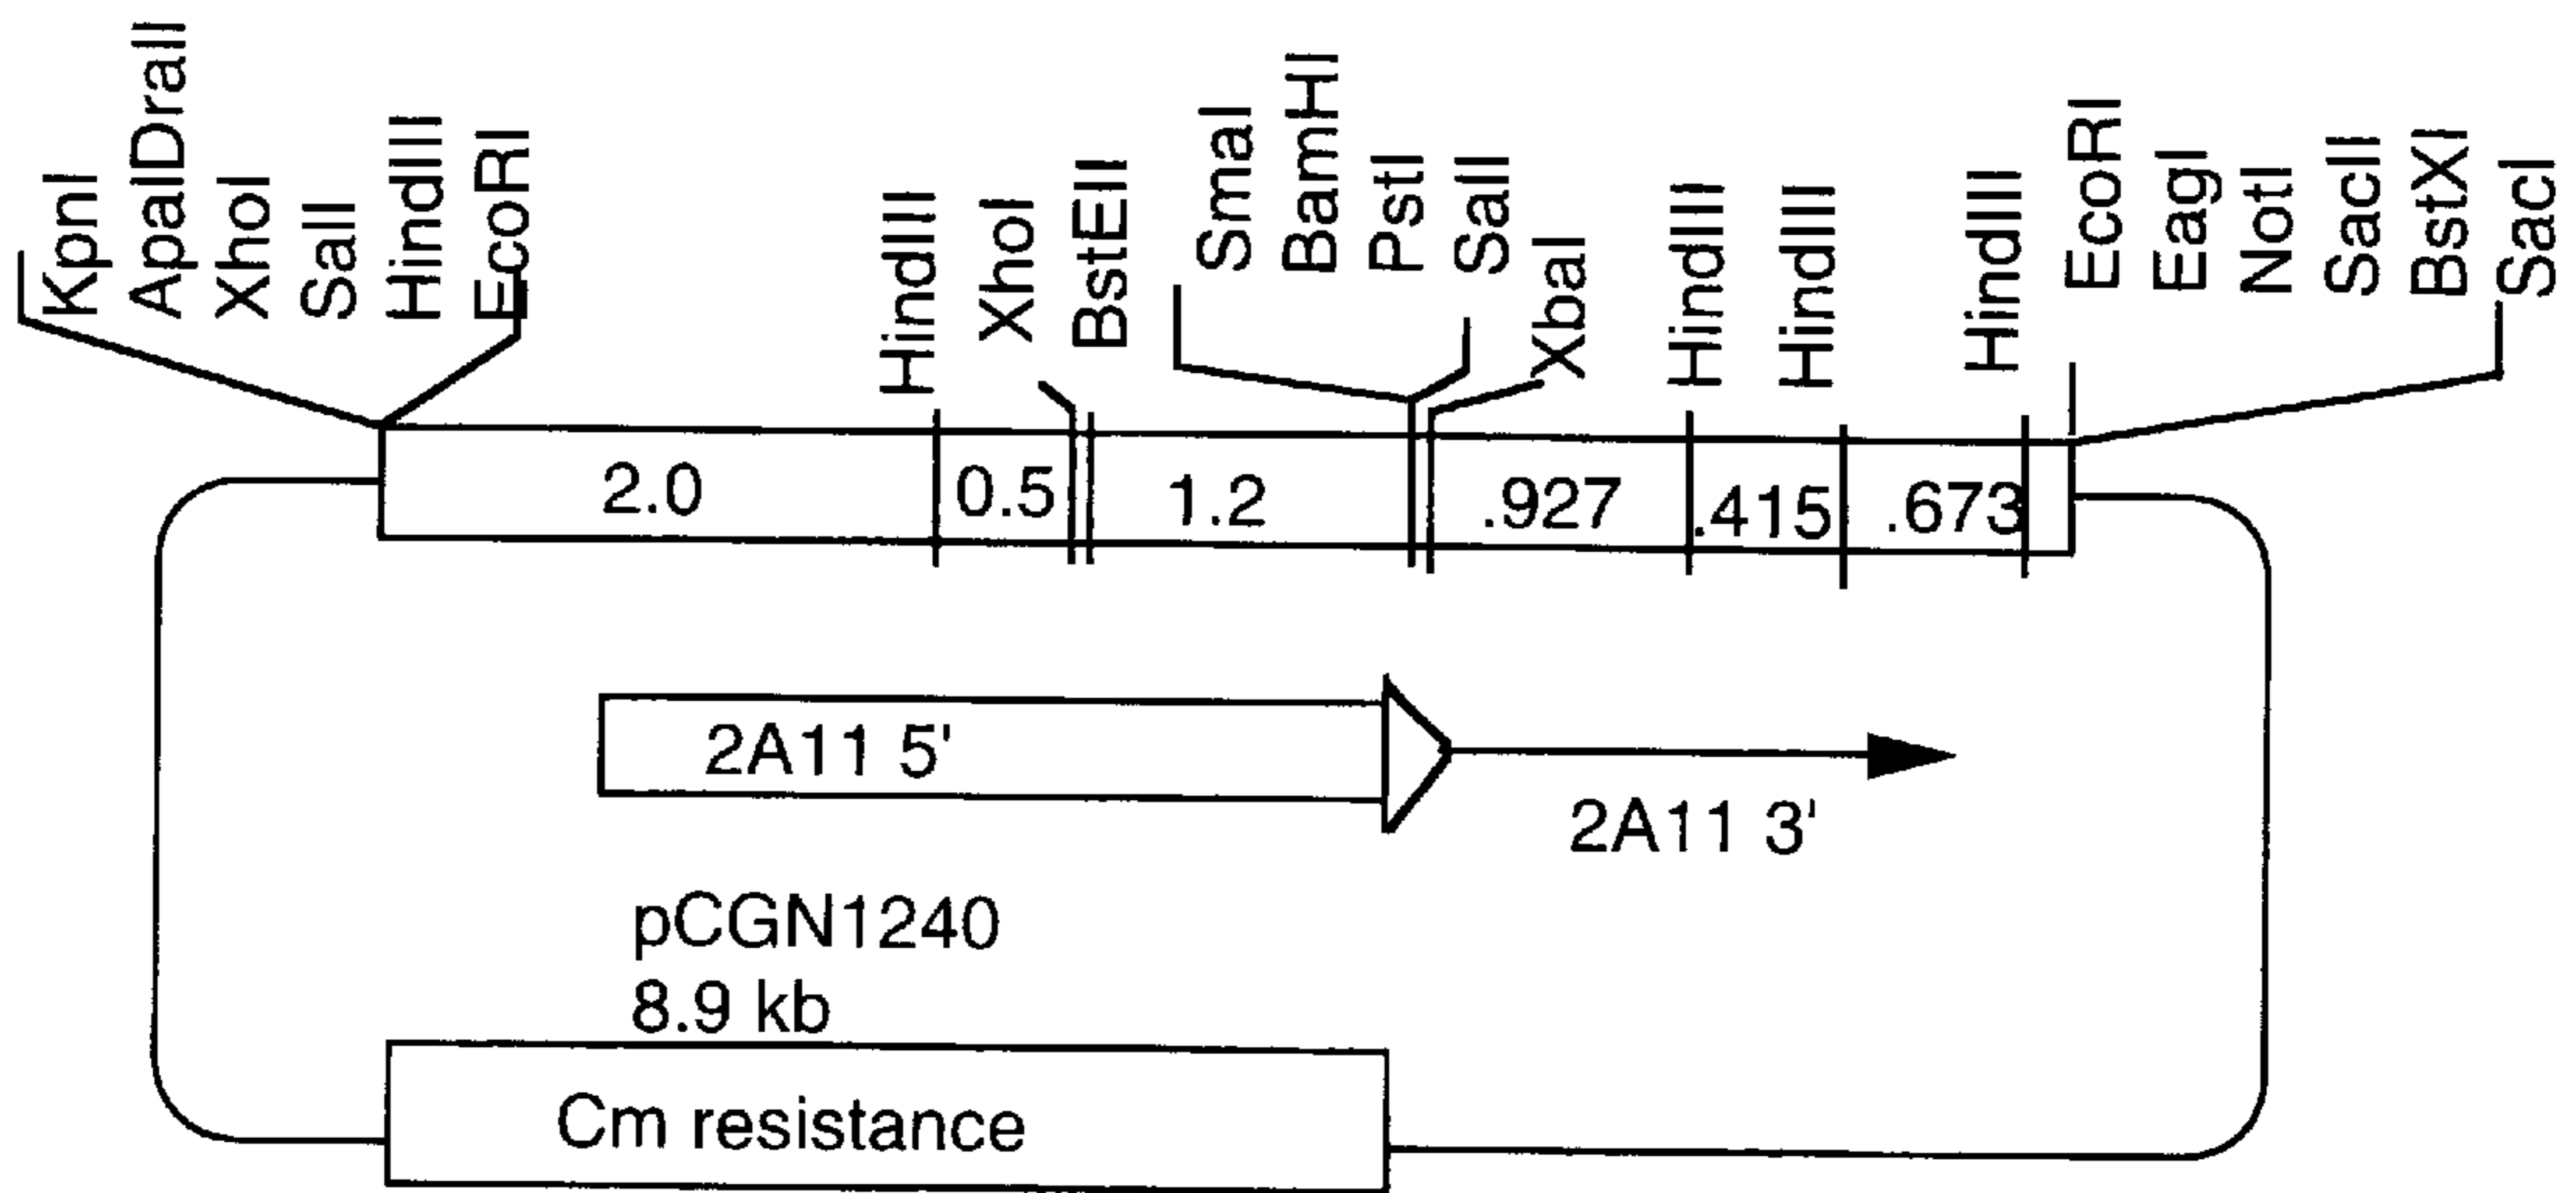 KpnI
ApaIDraII
XhoI
SalI
HindIII
EcoRI
HindIII
XhoI
BstEII
SmaI
BamHI
PstI
SalI
XbaI
HindIII
HindIII
HindIII
EcoRI
EagI
NotI
SacII
BstXI
SacI
2.0
0.5
1.2
.927
.415
.673
2A11 5'
2A11 3'
pCGN1240
8.9 kb
Cm resistance